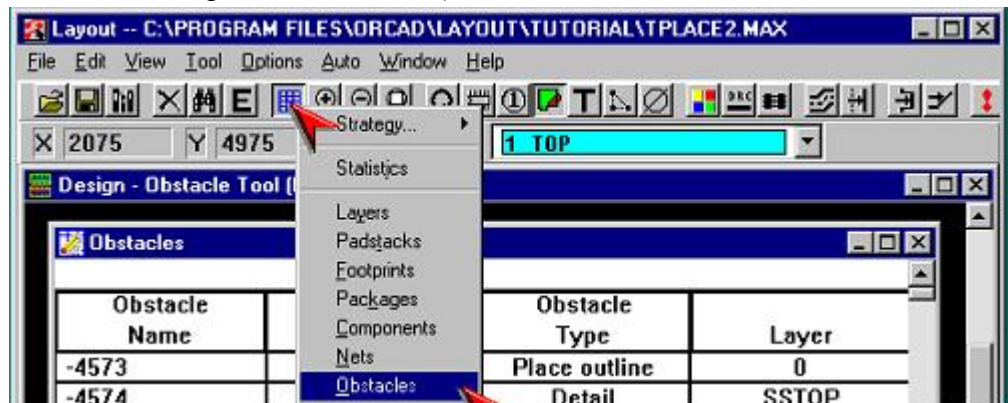 Layout -- C:\PROGRAM FILES\ORCAD\LAYOUT\TUTORIAL\TPLACE2.MAX
File Edit View Tool Options Auto Window Help
E 1 T DRC
X 2075 Y 4975 1 TOP
Strategy...
Statistics
Design - Obstacle Tool (
Layers
Obstacles
Padstacks
Footprints
Packages
Components
Nets
Obstacles
Obstacle Name Obstacle Type Layer
-4573 Place outline 0
-4574 Detail SSTOP